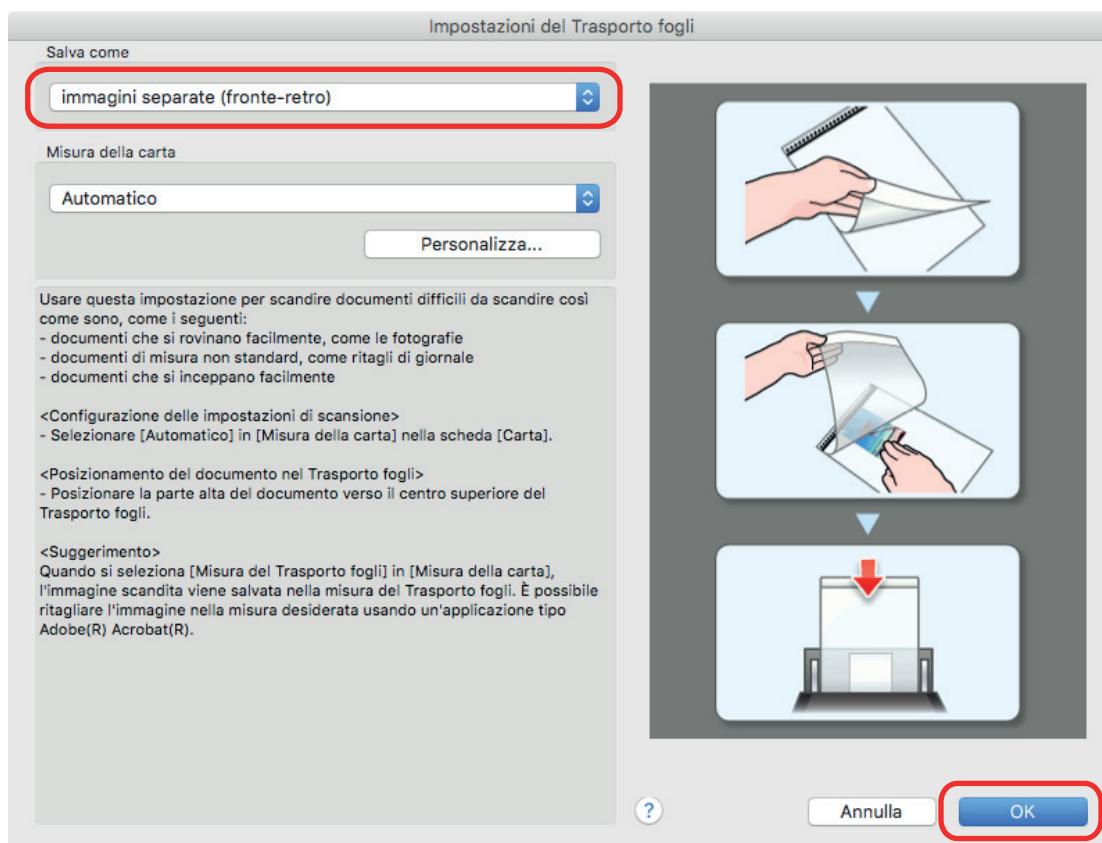 Impostazioni del Trasporto fogli
Salva come
immagini separate (fronte-retro)
Misura della carta
Automatico
Personalizza...
Usare questa impostazione per scandire documenti difficili da scandire così
come sono, come i seguenti:
- documenti che si rovinano facilmente, come le fotografie
- documenti di misura non standard, come ritagli di giornale
- documenti che si inceppano facilmente
<Configurazione delle impostazioni di scansione>
- Selezionare [Automatico] in [Misura della carta] nella scheda [Carta].
<Posizionamento del documento nel Trasporto fogli>
- Posizionare la parte alta del documento verso il centro superiore del
Trasporto fogli.
<Suggerimento>
Quando si seleziona [Misura del Trasporto fogli] in [Misura della carta],
l'immagine scandita viene salvata nella misura del Trasporto fogli. È possibile
ritagliare l'immagine nella misura desiderata usando un'applicazione tipo
Adobe(R) Acrobat(R).
?
Annulla
OK